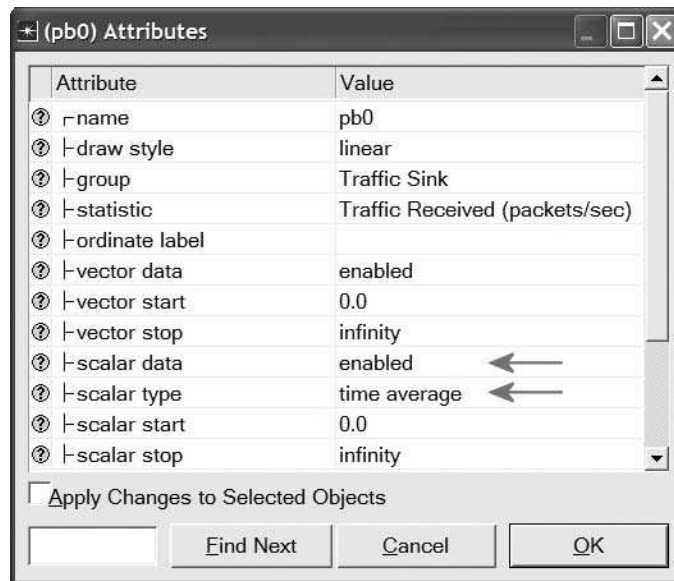 (pb0) Attributes
Attribute Value
name pb0
draw style linear
group Traffic Sink
statistic Traffic Received (packets/sec)
ordinate label
vector data enabled
vector start 0.0
vector stop infinity
scalar data enabled
scalar type time average
scalar start 0.0
scalar stop infinity
Apply Changes to Selected Objects
Find Next Cancel OK